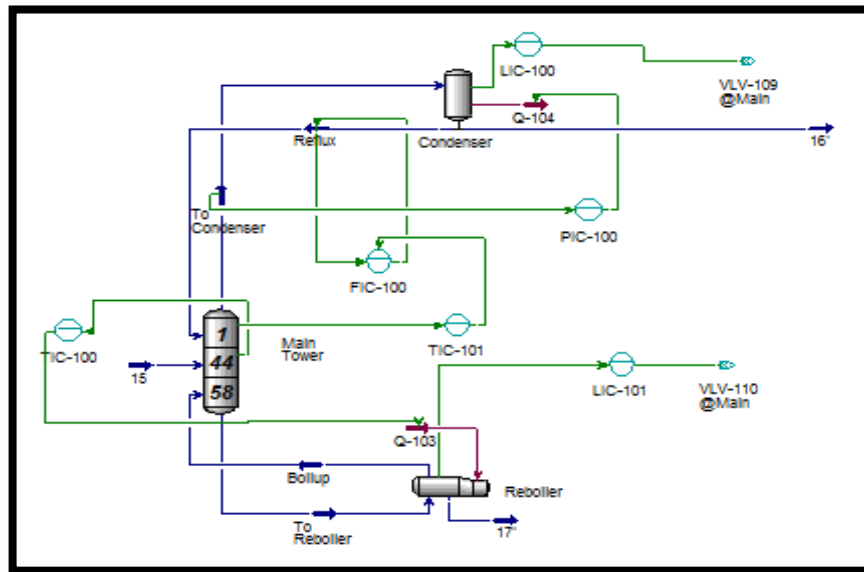 LIC-100
VLV-109
@Main
Q-104
Reflux
Condenser
16'
To
Condenser
PIC-100
FIC-100
TIC-100
1
Main
Tower
TIC-101
44
15
58
LIC-101
VLV-110
@Main
Q-103
Boilup
Reboiler
To
Reboiler
17'